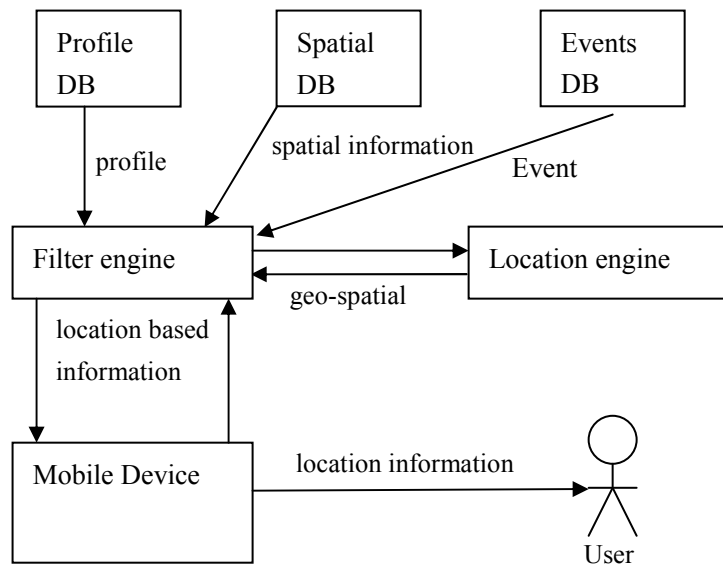 Profile
DB
Spatial
DB
Events
DB
profile
spatial information
Event
Filter engine
Location engine
geo-spatial
location based
information
Mobile Device
location information
User